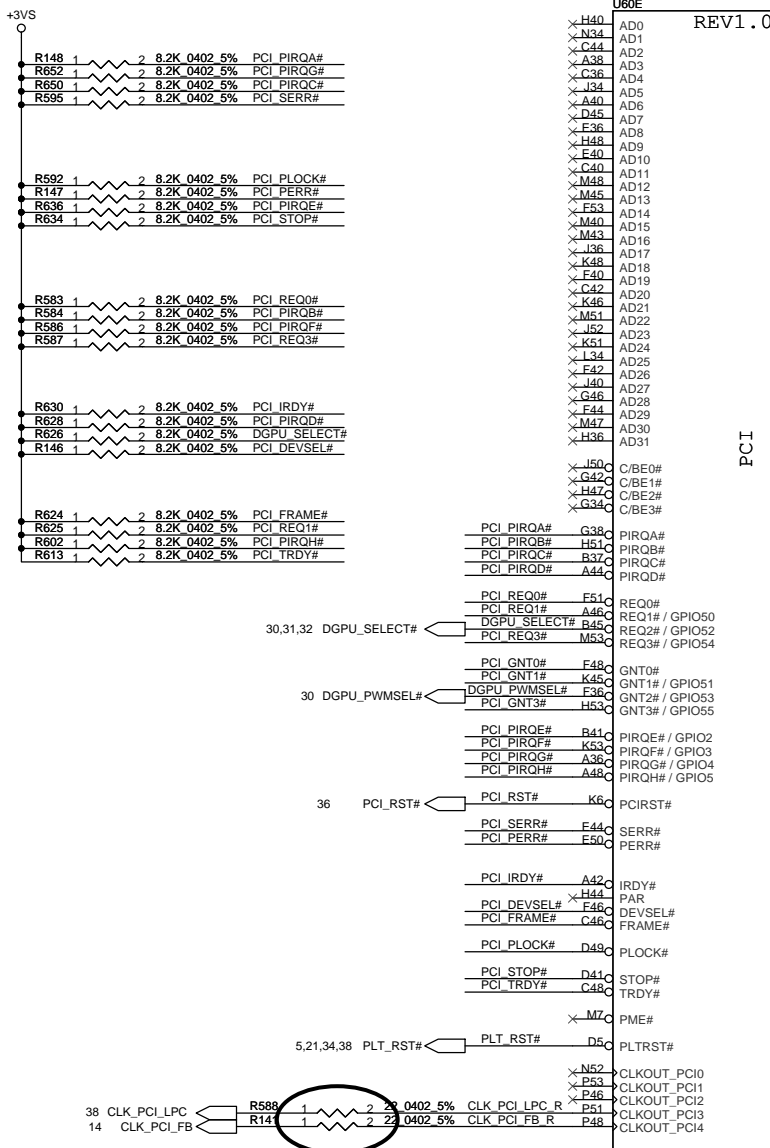 +3VS
R148 1 2 8.2K_0402_5% PCI_PIRQA#
R652 1 2 8.2K_0402_5% PCI_PIRQG#
R650 1 2 8.2K_0402_5% PCI_PIRQC#
R595 1 2 8.2K_0402_5% PCI_SERR#
R592 1 2 8.2K_0402_5% PCI_PLOCK#
R147 1 2 8.2K_0402_5% PCI_PERR#
R636 1 2 8.2K_0402_5% PCI_PIRQE#
R634 1 2 8.2K_0402_5% PCI_STOP#
R583 1 2 8.2K_0402_5% PCI_REQ0#
R584 1 2 8.2K_0402_5% PCI_PIRQB#
R586 1 2 8.2K_0402_5% PCI_PIRQF#
R587 1 2 8.2K_0402_5% PCI_REQ3#
R630 1 2 8.2K_0402_5% PCI_IRDY#
R628 1 2 8.2K_0402_5% PCI_PIRQD#
R626 1 2 8.2K_0402_5% DGPU_SELECT#
R146 1 2 8.2K_0402_5% PCI_DEVSEL#
R624 1 2 8.2K_0402_5% PCI_FRAME#
R625 1 2 8.2K_0402_5% PCI_REQ1#
R602 1 2 8.2K_0402_5% PCI_PIRQH#
R613 1 2 8.2K_0402_5% PCI_TRDY#
U60E
REV1.0
H40 AD0
N34 AD1
C44 AD2
A38 AD3
C36 AD4
J34 AD5
A40 AD6
D45 AD7
E36 AD8
H48 AD9
E40 AD10
C40 AD11
M48 AD12
M45 AD13
F53 AD14
M40 AD15
M43 AD16
J36 AD17
K48 AD18
F40 AD19
C42 AD20
K46 AD21
M51 AD22
J52 AD23
K51 AD24
L34 AD25
F42 AD26
J40 AD27
G46 AD28
F44 AD29
M47 AD30
H36 AD31
PCI
J50 C/BE0#
G42 C/BE1#
H47 C/BE2#
G34 C/BE3#
PCI_PIRQA# G38 PIRQA#
PCI_PIRQB# H51 PIRQB#
PCI_PIRQC# B37 PIRQC#
PCI_PIRQD# A44 PIRQD#
PCI_REQ0# F51 REQ0#
PCI_REQ1# A46 REQ1# / GPIO50
30,31,32 DGPU_SELECT# DGPU_SELECT# B45 REQ2# / GPIO52
PCI_REQ3# M53 REQ3# / GPIO54
PCI_GNT0# F48 GNT0#
PCI_GNT1# K45 GNT1# / GPIO51
30 DGPU_PWMSEL# DGPU_PWMSEL# F36 GNT2# / GPIO53
PCI_GNT3# H53 GNT3# / GPIO55
PCI_PIRQE# B41 PIRQE# / GPIO2
PCI_PIRQF# K53 PIRQF# / GPIO3
PCI_PIRQG# A36 PIRQG# / GPIO4
PCI_PIRQH# A48 PIRQH# / GPIO5
36 PCI_RST# PCI_RST# K6 PCIRST#
PCI_SERR# E44 SERR#
PCI_PERR# E50 PERR#
PCI_IRDY# A42 IRDY#
H44 PAR
PCI_DEVSEL# F46 DEVSEL#
PCI_FRAME# C46 FRAME#
PCI_PLOCK# D49 PLOCK#
PCI_STOP# D41 STOP#
PCI_TRDY# C48 TRDY#
M7 PME#
5,21,34,38 PLT_RST# PLT_RST# D5 PLTRST#
N52 CLKOUT_PCI0
P53 CLKOUT_PCI1
P46 CLKOUT_PCI2
38 CLK_PCI_LPC R588 1 2 22_0402_5% CLK_PCI_LPC_R P51 CLKOUT_PCI3
14 CLK_PCI_FB R141 1 2 22_0402_5% CLK_PCI_FB_R P48 CLKOUT_PCI4